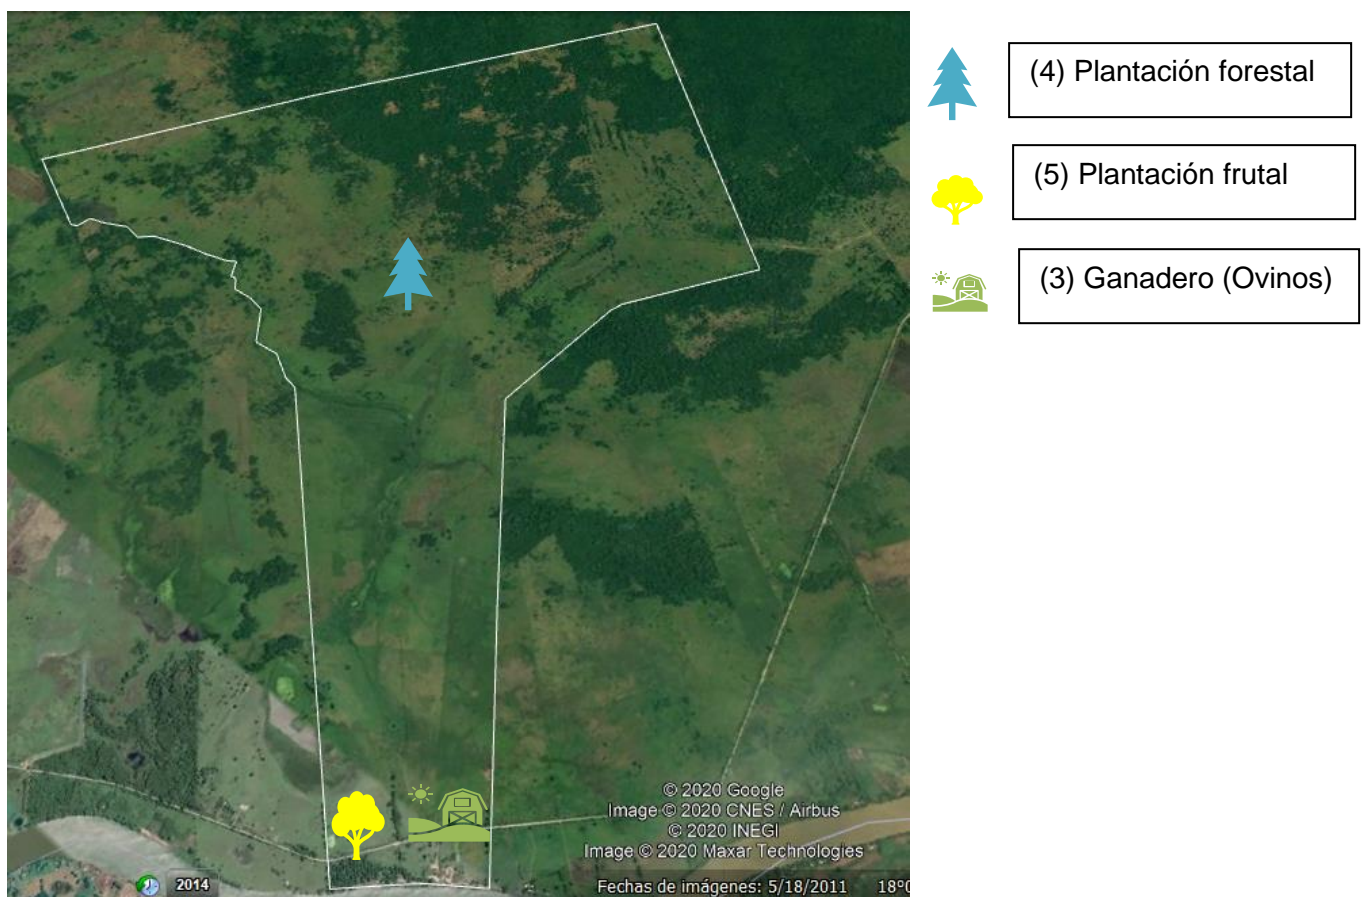 (4) Plantación forestal
(5) Plantación frutal
(3) Ganadero (Ovinos)
© 2020 Google
Image © 2020 CNES / Airbus
© 2020 INEGI
Image © 2020 Maxar Technologies
2014
Fechas de imágenes: 5/18/2011 18º0